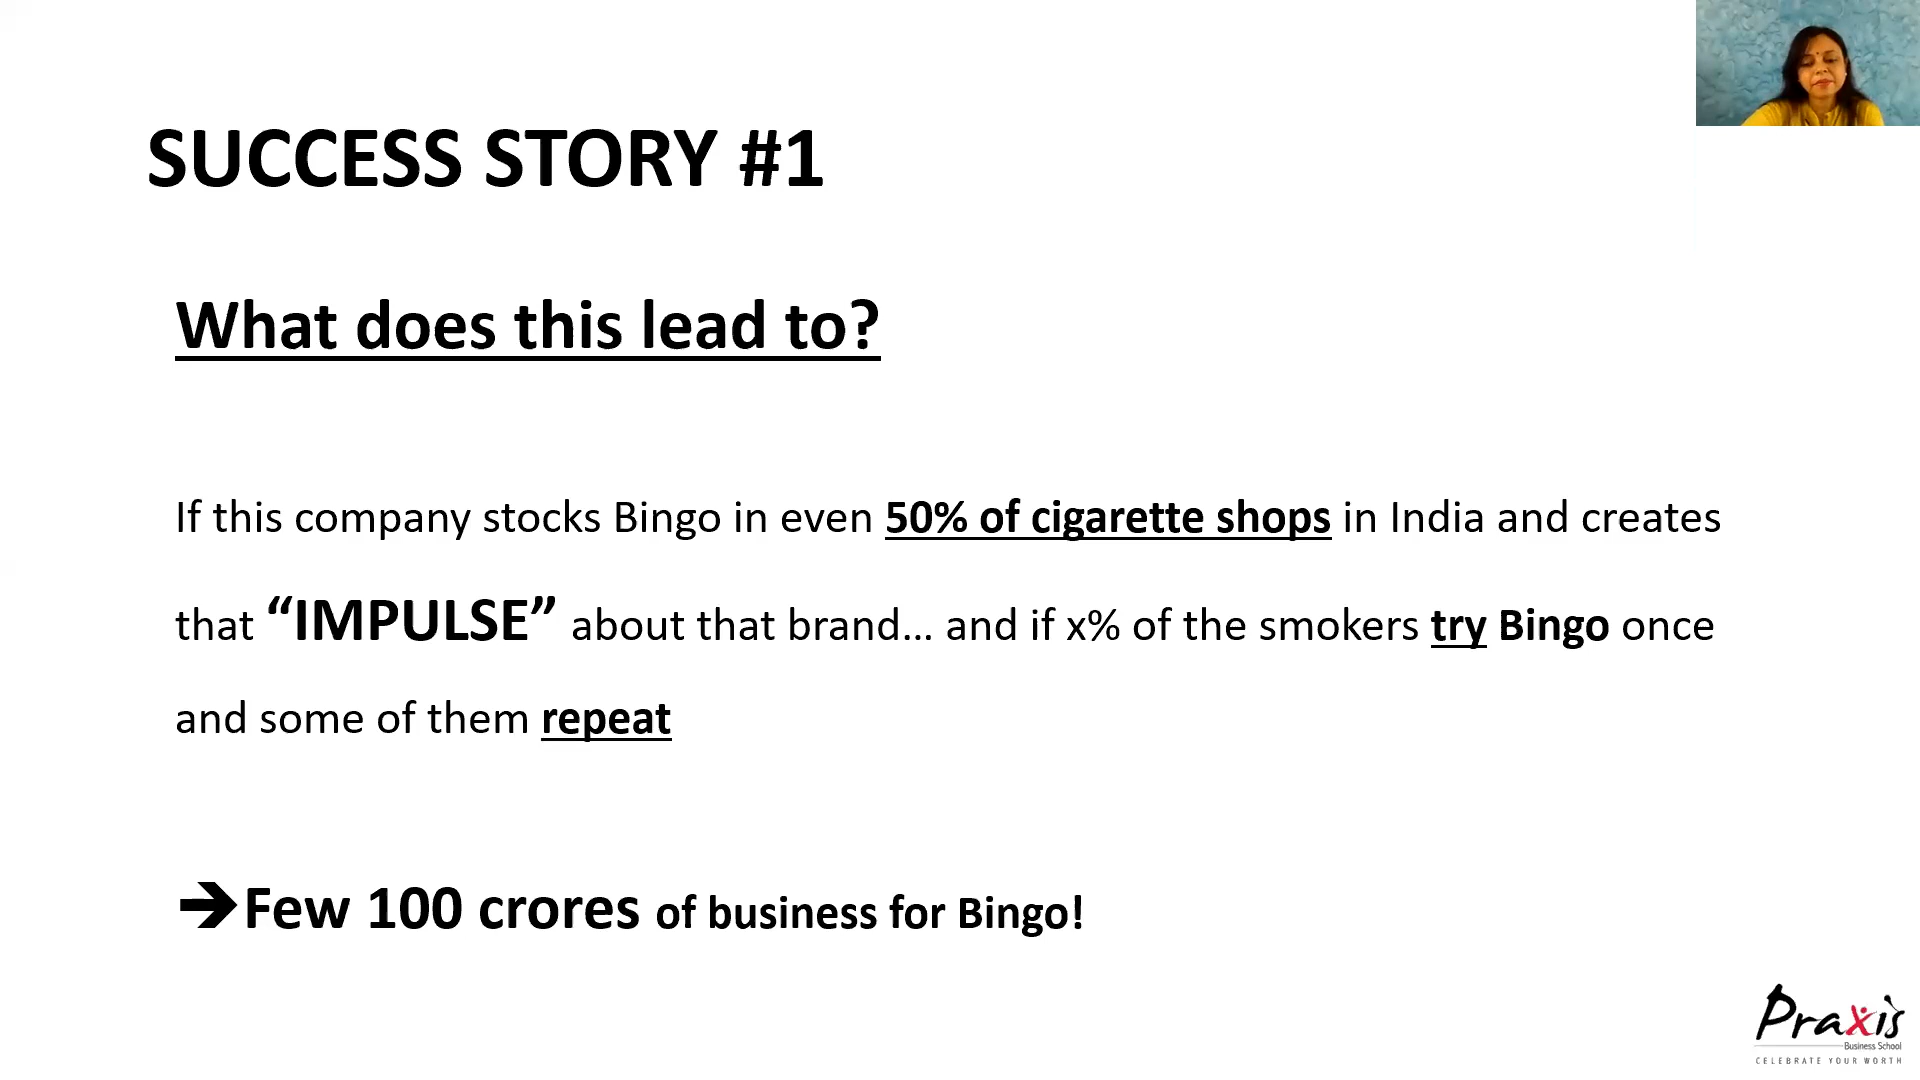 SUCCESS STORY #1
What does this lead to?
If this company stocks Bingo in even 50% of cigarette shops in India and creates
that “IMPULSE” about that brand… and if x% of the smokers try Bingo once
and some of them repeat
➔Few 100 crores of business for Bingo!
Praxis
Business School
CELEBRATE YOUR WORTH